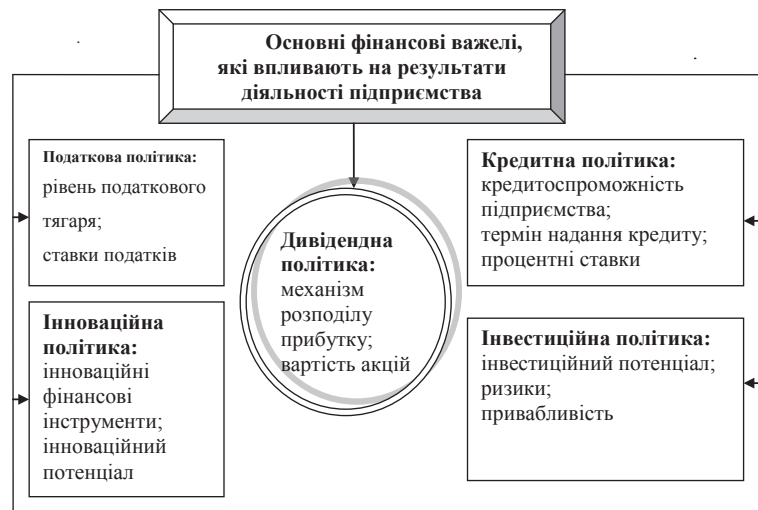 Основні фінансові важелі,
які впливають на результати
діяльності підприємства
Податкова політика:
рівень податкового
тягаря;
ставки податків
Кредитна політика:
кредитоспроможність
підприємства;
термін надання кредиту;
процентні ставки
Дивідендна
політика:
механізм
розподілу
прибутку;
вартість акцій
Інноваційна
політика:
інноваційні
фінансові
інструменти;
інноваційний
потенціал
Інвестиційна політика:
інвестиційний потенціал;
ризики;
привабливість